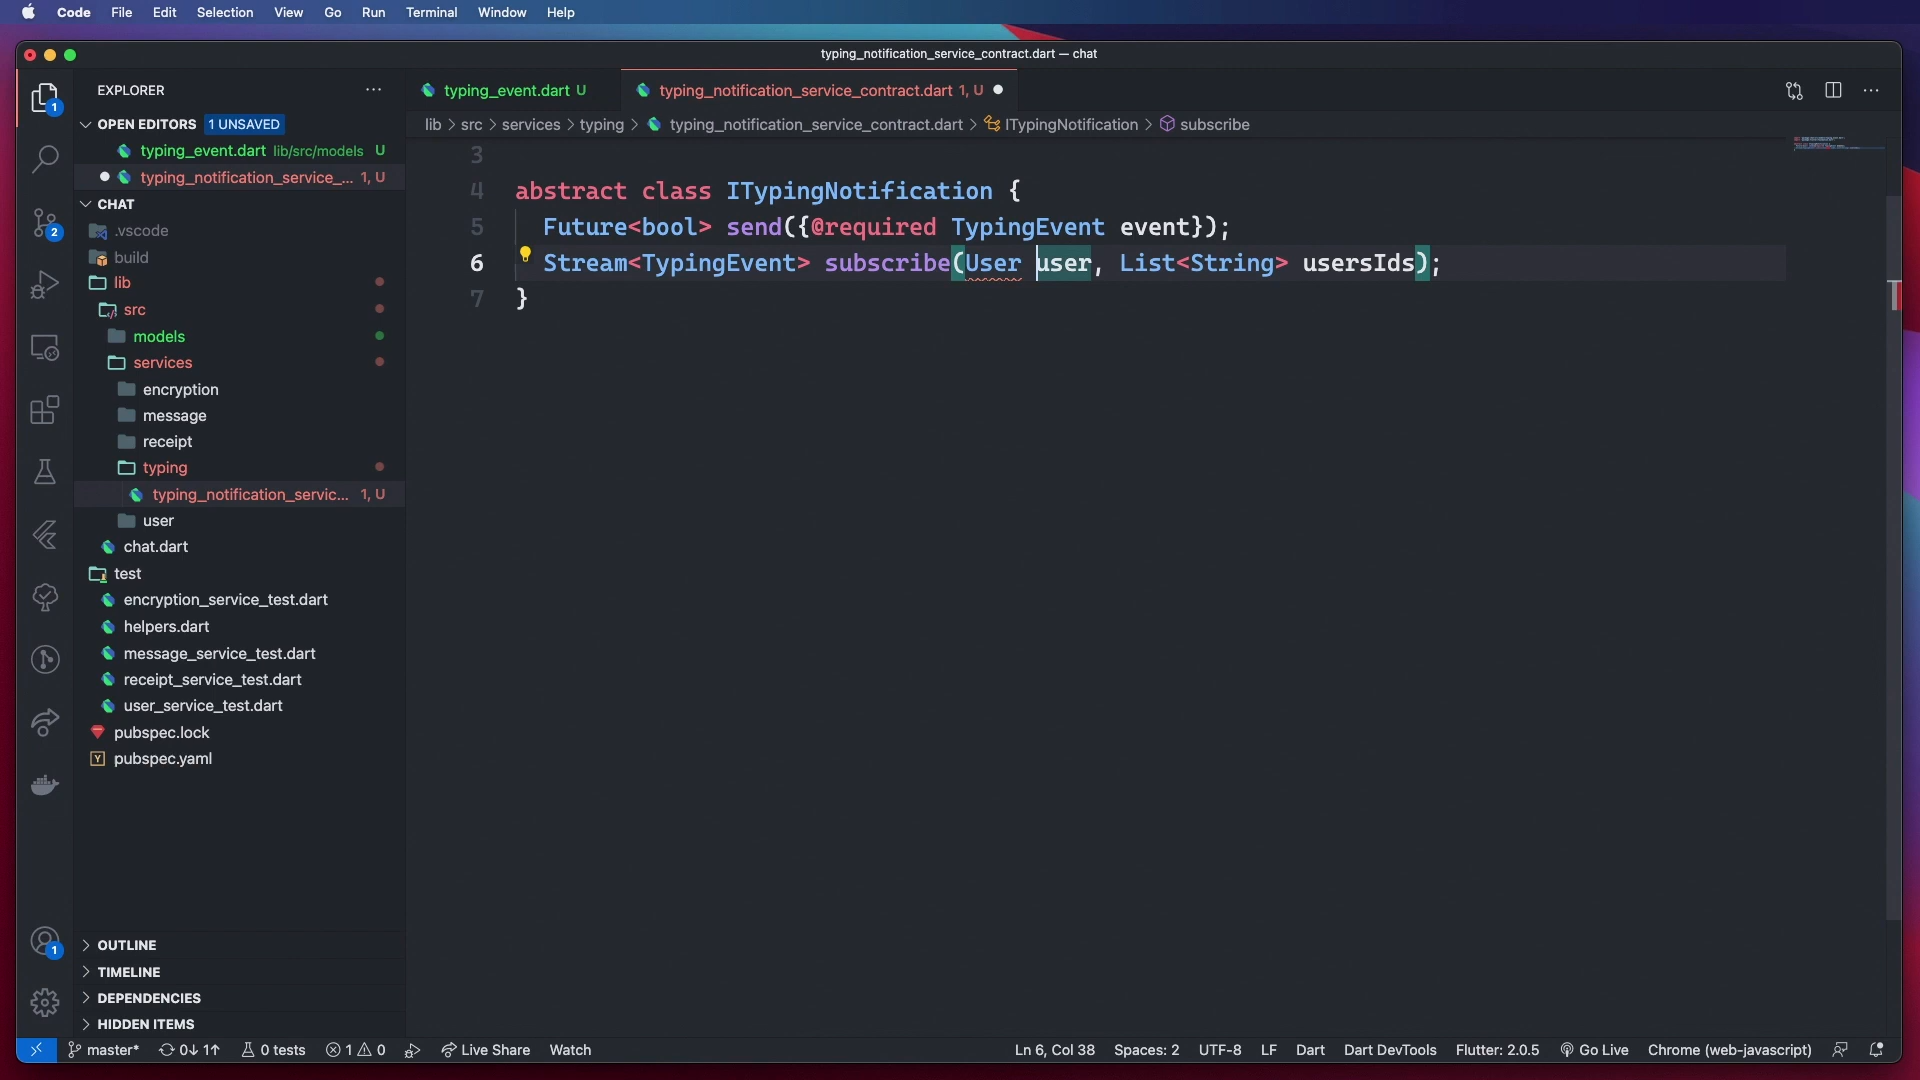 Code File Edit Selection View Go Run Terminal Window Help
typing_notification_service_contract.dart — chat
EXPLORER
typing_event.dart U
typing_notification_service_contract.dart 1, U
OPEN EDITORS 1 UNSAVED
lib > src > services > typing > typing_notification_service_contract.dart > ITypingNotification > subscribe
typing_event.dart lib/src/models U
typing_notification_service_... 1, U
CHAT
.vscode
build
lib
src
models
services
encryption
message
receipt
typing
typing_notification_servic... 1, U
user
chat.dart
test
encryption_service_test.dart
helpers.dart
message_service_test.dart
receipt_service_test.dart
user_service_test.dart
pubspec.lock
pubspec.yaml
3
4 abstract class ITypingNotification {
5 Future<bool> send({@required TypingEvent event});
6 Stream<TypingEvent> subscribe(User user, List<String> usersIds);
7 }
OUTLINE
TIMELINE
DEPENDENCIES
HIDDEN ITEMS
1
2
1
master* 0↓ 1↑ 0 tests 1 0 Live Share Watch Ln 6, Col 38 Spaces: 2 UTF-8 LF Dart Dart DevTools Flutter: 2.0.5 Go Live Chrome (web-javascript)